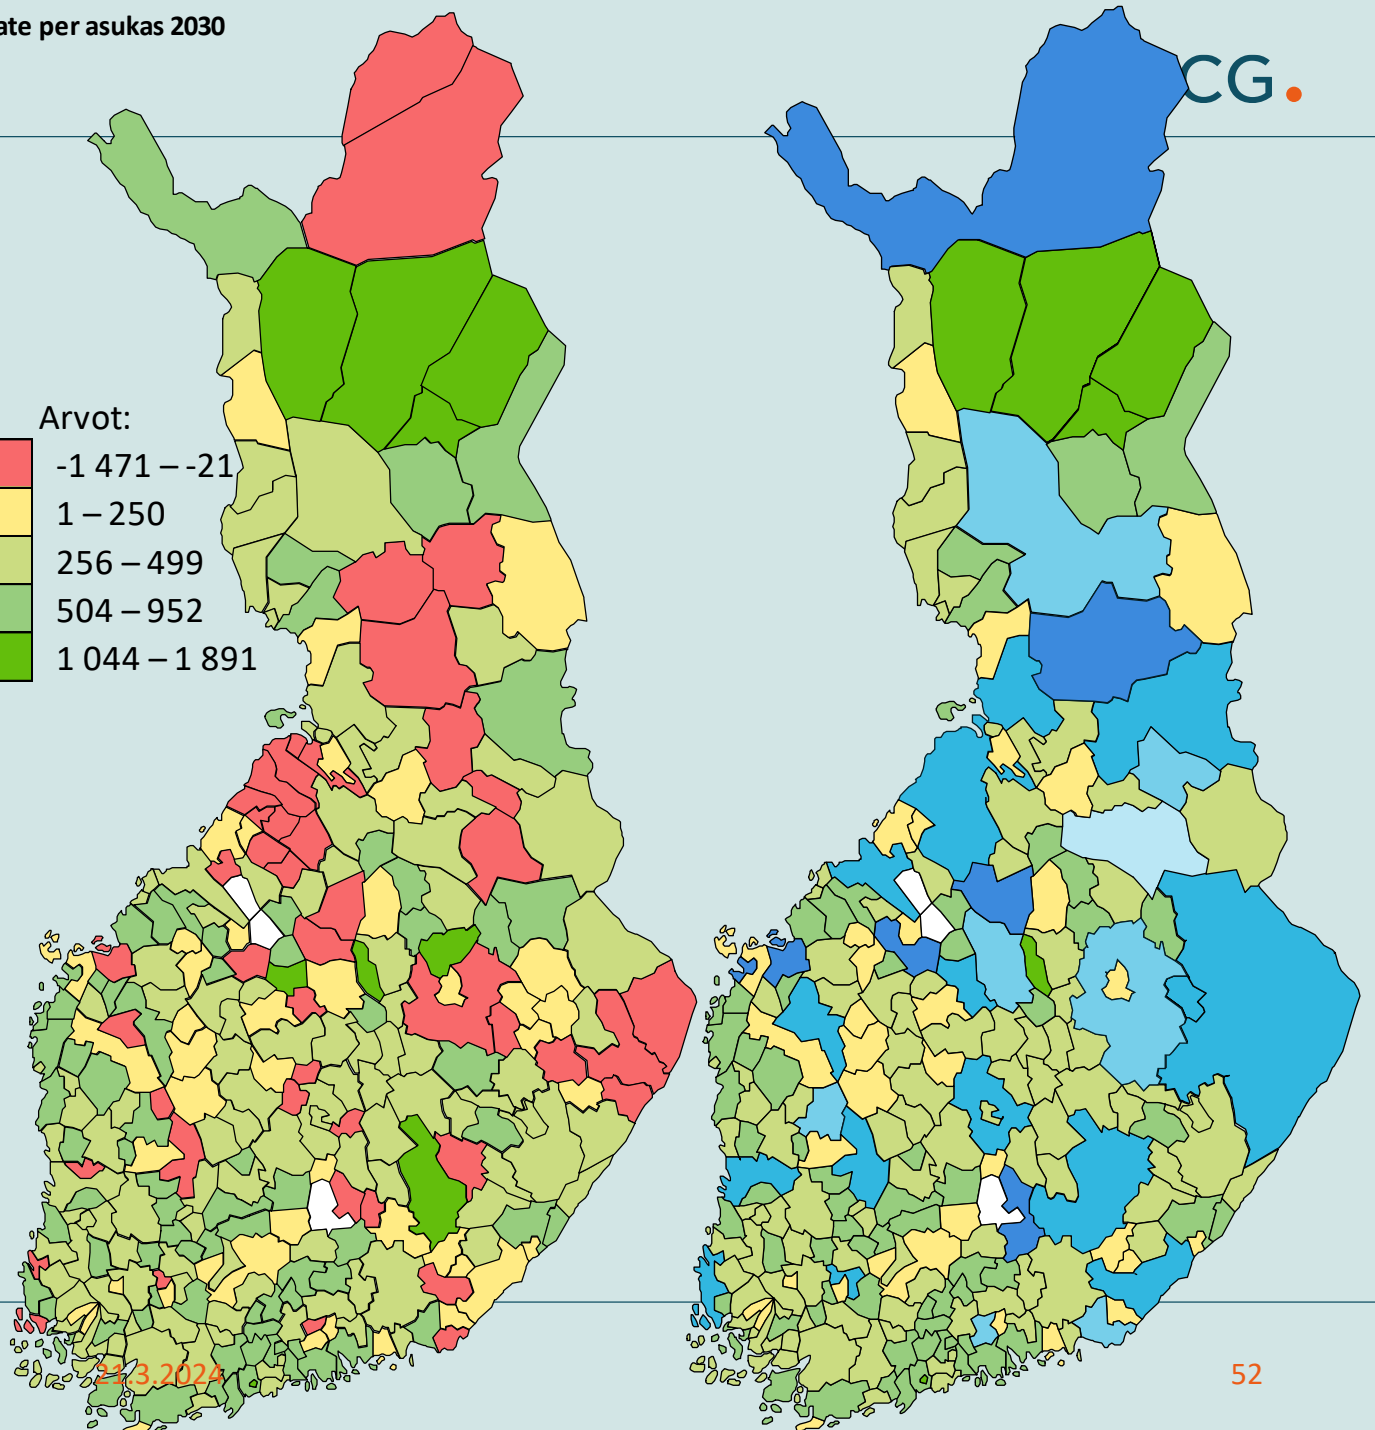 ate per asukas 2030
CG.
Arvot:
-1 471 – -21
1 – 250
256 – 499
504 – 952
1 044 – 1 891
21.3.2024
52